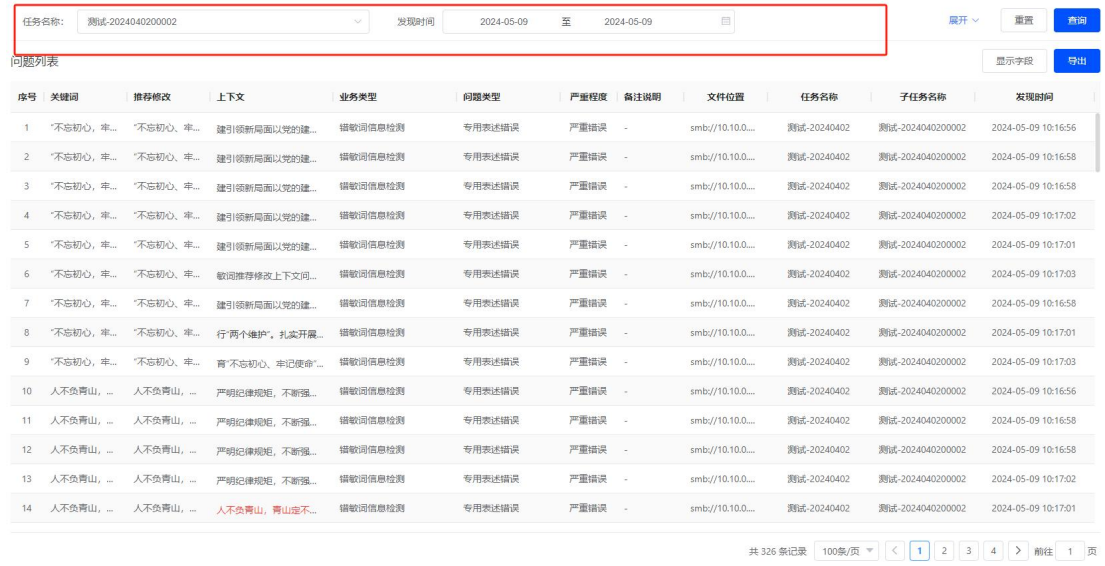 任务名称： 测试-2024040200002 发现时间 2024-05-09 至 2024-05-09 展开 重置 查询
问题列表 显示字段 导出
序号 关键词 推荐修改 上下文 业务类型 问题类型 严重程度 备注说明 文件位置 任务名称 子任务名称 发现时间
1 “不忘初心，牢... “不忘初心、牢... 建引领新局面以党的建... 错敏词信息检测 专用表述错误 严重错误 - smb://10.10.0.... 测试-20240402 测试-2024040200002 2024-05-09 10:16:56
2 “不忘初心，牢... “不忘初心、牢... 建引领新局面以党的建... 错敏词信息检测 专用表述错误 严重错误 - smb://10.10.0.... 测试-20240402 测试-2024040200002 2024-05-09 10:16:58
3 “不忘初心，牢... “不忘初心、牢... 建引领新局面以党的建... 错敏词信息检测 专用表述错误 严重错误 - smb://10.10.0.... 测试-20240402 测试-2024040200002 2024-05-09 10:16:58
4 “不忘初心，牢... “不忘初心、牢... 建引领新局面以党的建... 错敏词信息检测 专用表述错误 严重错误 - smb://10.10.0.... 测试-20240402 测试-2024040200002 2024-05-09 10:17:02
5 “不忘初心，牢... “不忘初心、牢... 建引领新局面以党的建... 错敏词信息检测 专用表述错误 严重错误 - smb://10.10.0.... 测试-20240402 测试-2024040200002 2024-05-09 10:17:01
6 “不忘初心，牢... “不忘初心、牢... 敏词推荐修改上下文问... 错敏词信息检测 专用表述错误 严重错误 - smb://10.10.0.... 测试-20240402 测试-2024040200002 2024-05-09 10:17:03
7 “不忘初心，牢... “不忘初心、牢... 建引领新局面以党的建... 错敏词信息检测 专用表述错误 严重错误 - smb://10.10.0.... 测试-20240402 测试-2024040200002 2024-05-09 10:16:58
8 “不忘初心，牢... “不忘初心、牢... 行“两个维护”。扎实开展... 错敏词信息检测 专用表述错误 严重错误 - smb://10.10.0.... 测试-20240402 测试-2024040200002 2024-05-09 10:17:01
9 “不忘初心，牢... “不忘初心、牢... 育“不忘初心、牢记使命”... 错敏词信息检测 专用表述错误 严重错误 - smb://10.10.0.... 测试-20240402 测试-2024040200002 2024-05-09 10:17:03
10 人不负青山，... 人不负青山，... 严明纪律规矩，不断强... 错敏词信息检测 专用表述错误 严重错误 - smb://10.10.0.... 测试-20240402 测试-2024040200002 2024-05-09 10:16:56
11 人不负青山，... 人不负青山，... 严明纪律规矩，不断强... 错敏词信息检测 专用表述错误 严重错误 - smb://10.10.0.... 测试-20240402 测试-2024040200002 2024-05-09 10:16:58
12 人不负青山，... 人不负青山，... 严明纪律规矩，不断强... 错敏词信息检测 专用表述错误 严重错误 - smb://10.10.0.... 测试-20240402 测试-2024040200002 2024-05-09 10:16:58
13 人不负青山，... 人不负青山，... 严明纪律规矩，不断强... 错敏词信息检测 专用表述错误 严重错误 - smb://10.10.0.... 测试-20240402 测试-2024040200002 2024-05-09 10:17:02
14 人不负青山，... 人不负青山，... 人不负青山，青山定不... 错敏词信息检测 专用表述错误 严重错误 - smb://10.10.0.... 测试-20240402 测试-2024040200002 2024-05-09 10:17:01
共 326 条记录 100条/页 < 1 2 3 4 > 前往 1 页